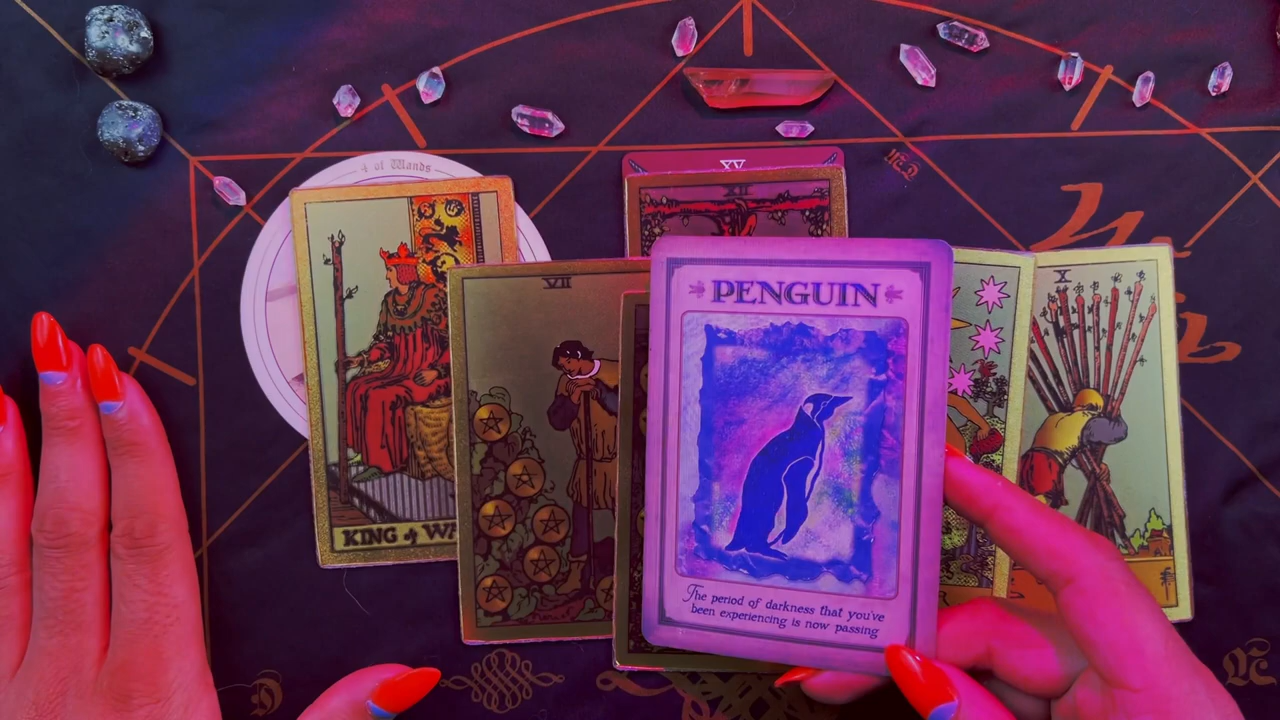 4 of Wands
XV
XII
VII
X
PENGUIN
KING of WA
The period of darkness that you've
been experiencing is now passing